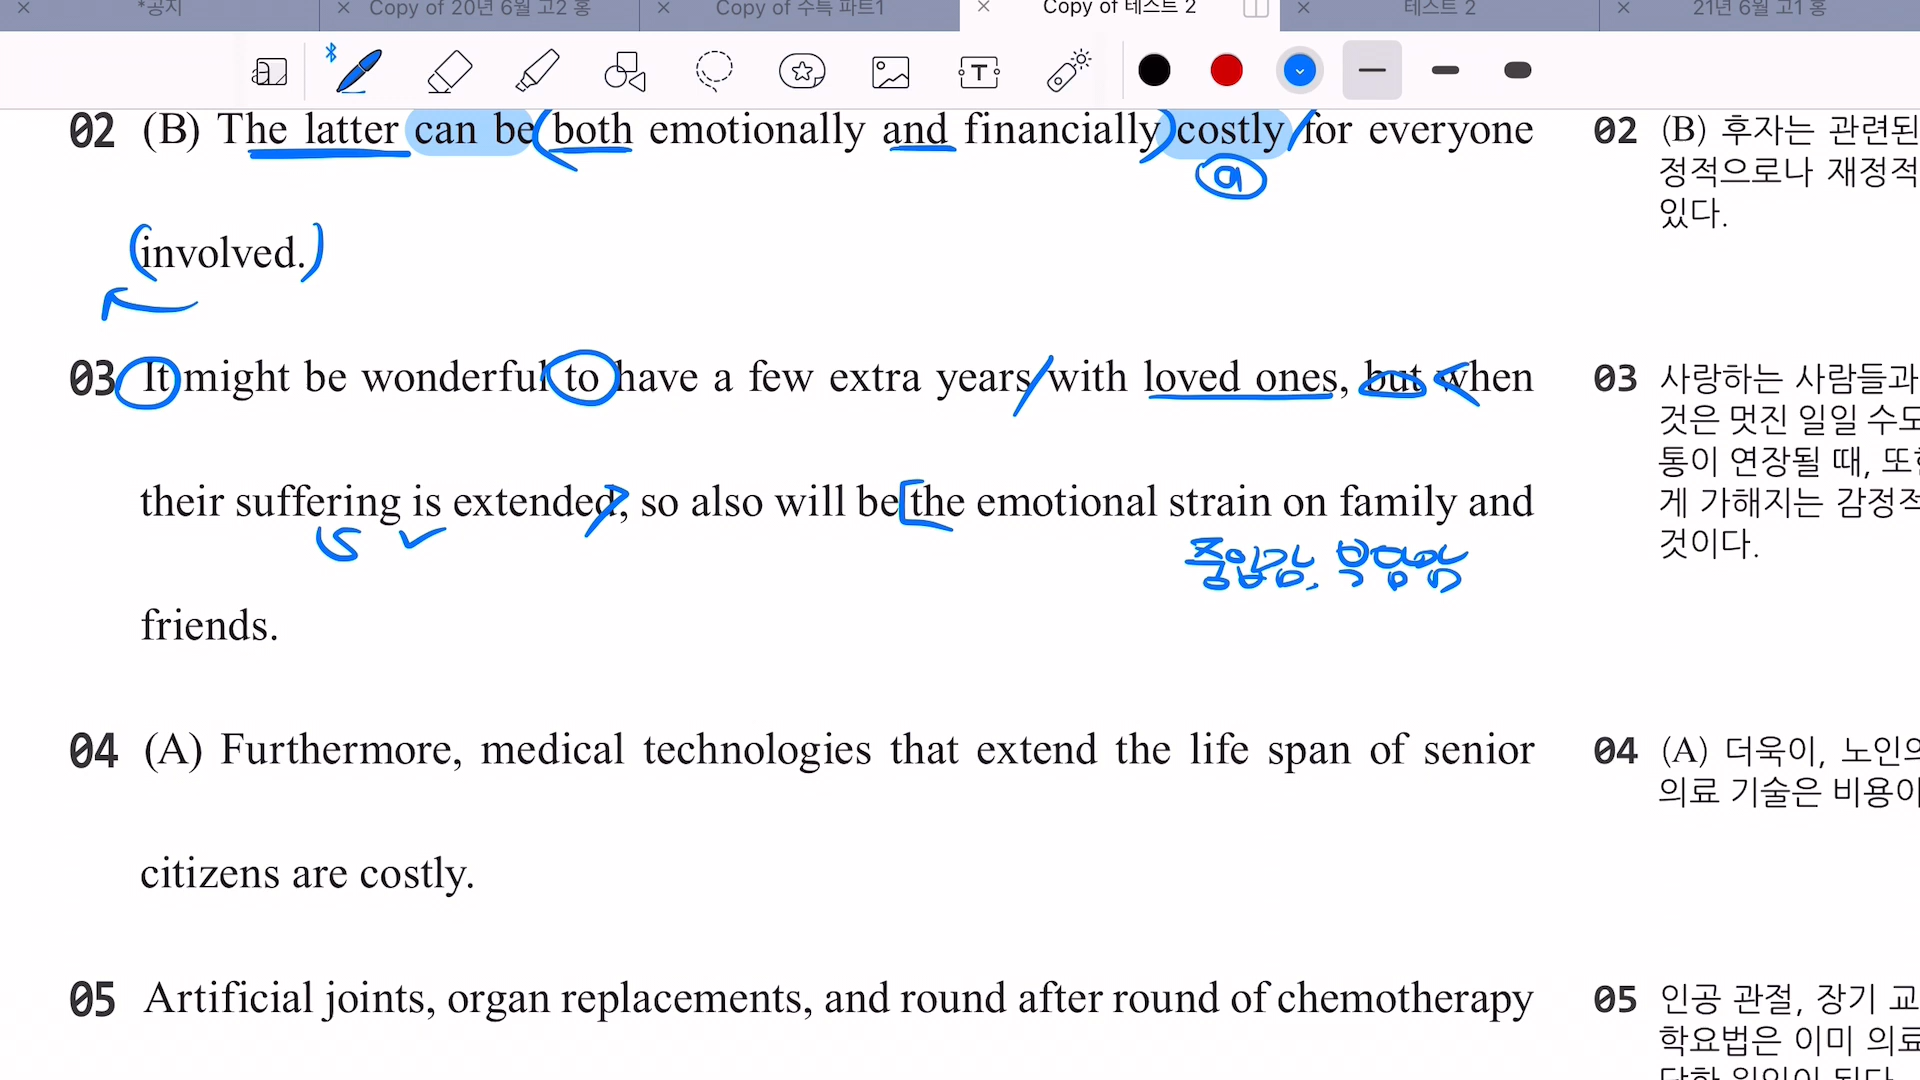 *공지
Copy of 20년 6월 고2 홍
Copy of 수특 파트1
Copy of 테스트 2
테스트 2
21년 6월 고1 홍
02 (B) The latter can be both emotionally and financially costly for everyone
ⓐ
involved.
03 It might be wonderful to have a few extra years with loved ones, but when
their suffering is extended, so also will be the emotional strain on family and
S
중압감, 부담감
friends.
04 (A) Furthermore, medical technologies that extend the life span of senior
citizens are costly.
05 Artificial joints, organ replacements, and round after round of chemotherapy
02 (B) 후자는 관련된
정적으로나 재정적
있다.
03 사랑하는 사람들과
것은 멋진 일일 수도
통이 연장될 때, 또한
게 가해지는 감정적
것이다.
04 (A) 더욱이, 노인의
의료 기술은 비용이
05 인공 관절, 장기 교
학요법은 이미 의료